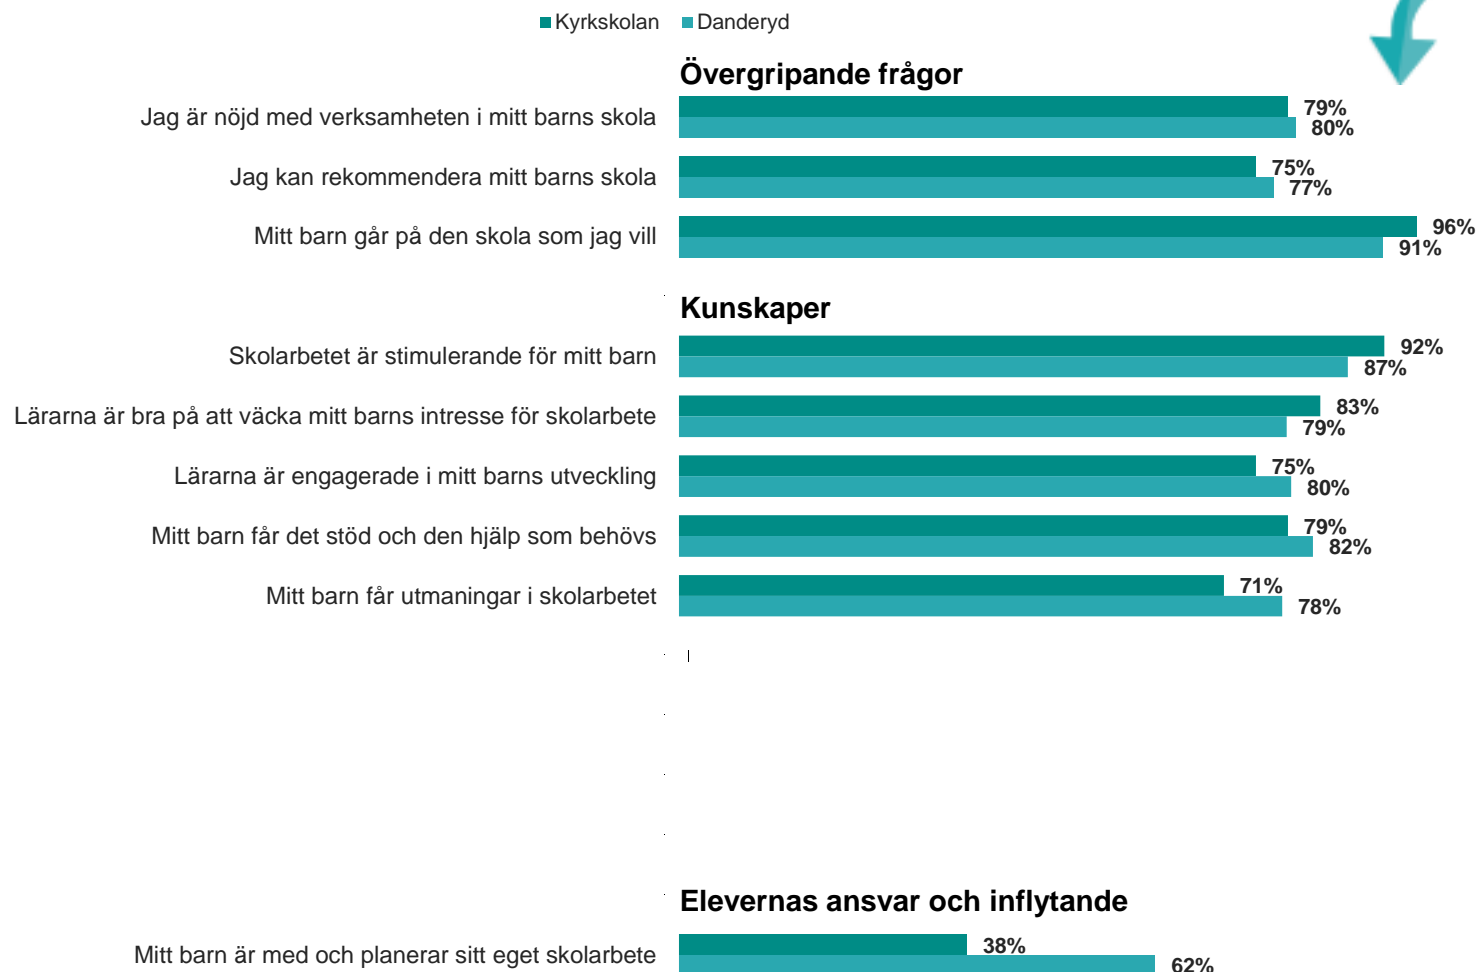 Kyrkskolan Danderyd
Övergripande frågor
Jag är nöjd med verksamheten i mitt barns skola
79%
80%
Jag kan rekommendera mitt barns skola
75%
77%
Mitt barn går på den skola som jag vill
96%
91%
Kunskaper
Skolarbetet är stimulerande för mitt barn
92%
87%
Lärarna är bra på att väcka mitt barns intresse för skolarbete
83%
79%
Lärarna är engagerade i mitt barns utveckling
75%
80%
Mitt barn får det stöd och den hjälp som behövs
79%
82%
Mitt barn får utmaningar i skolarbetet
71%
78%
Elevernas ansvar och inflytande
Mitt barn är med och planerar sitt eget skolarbete
38%
62%